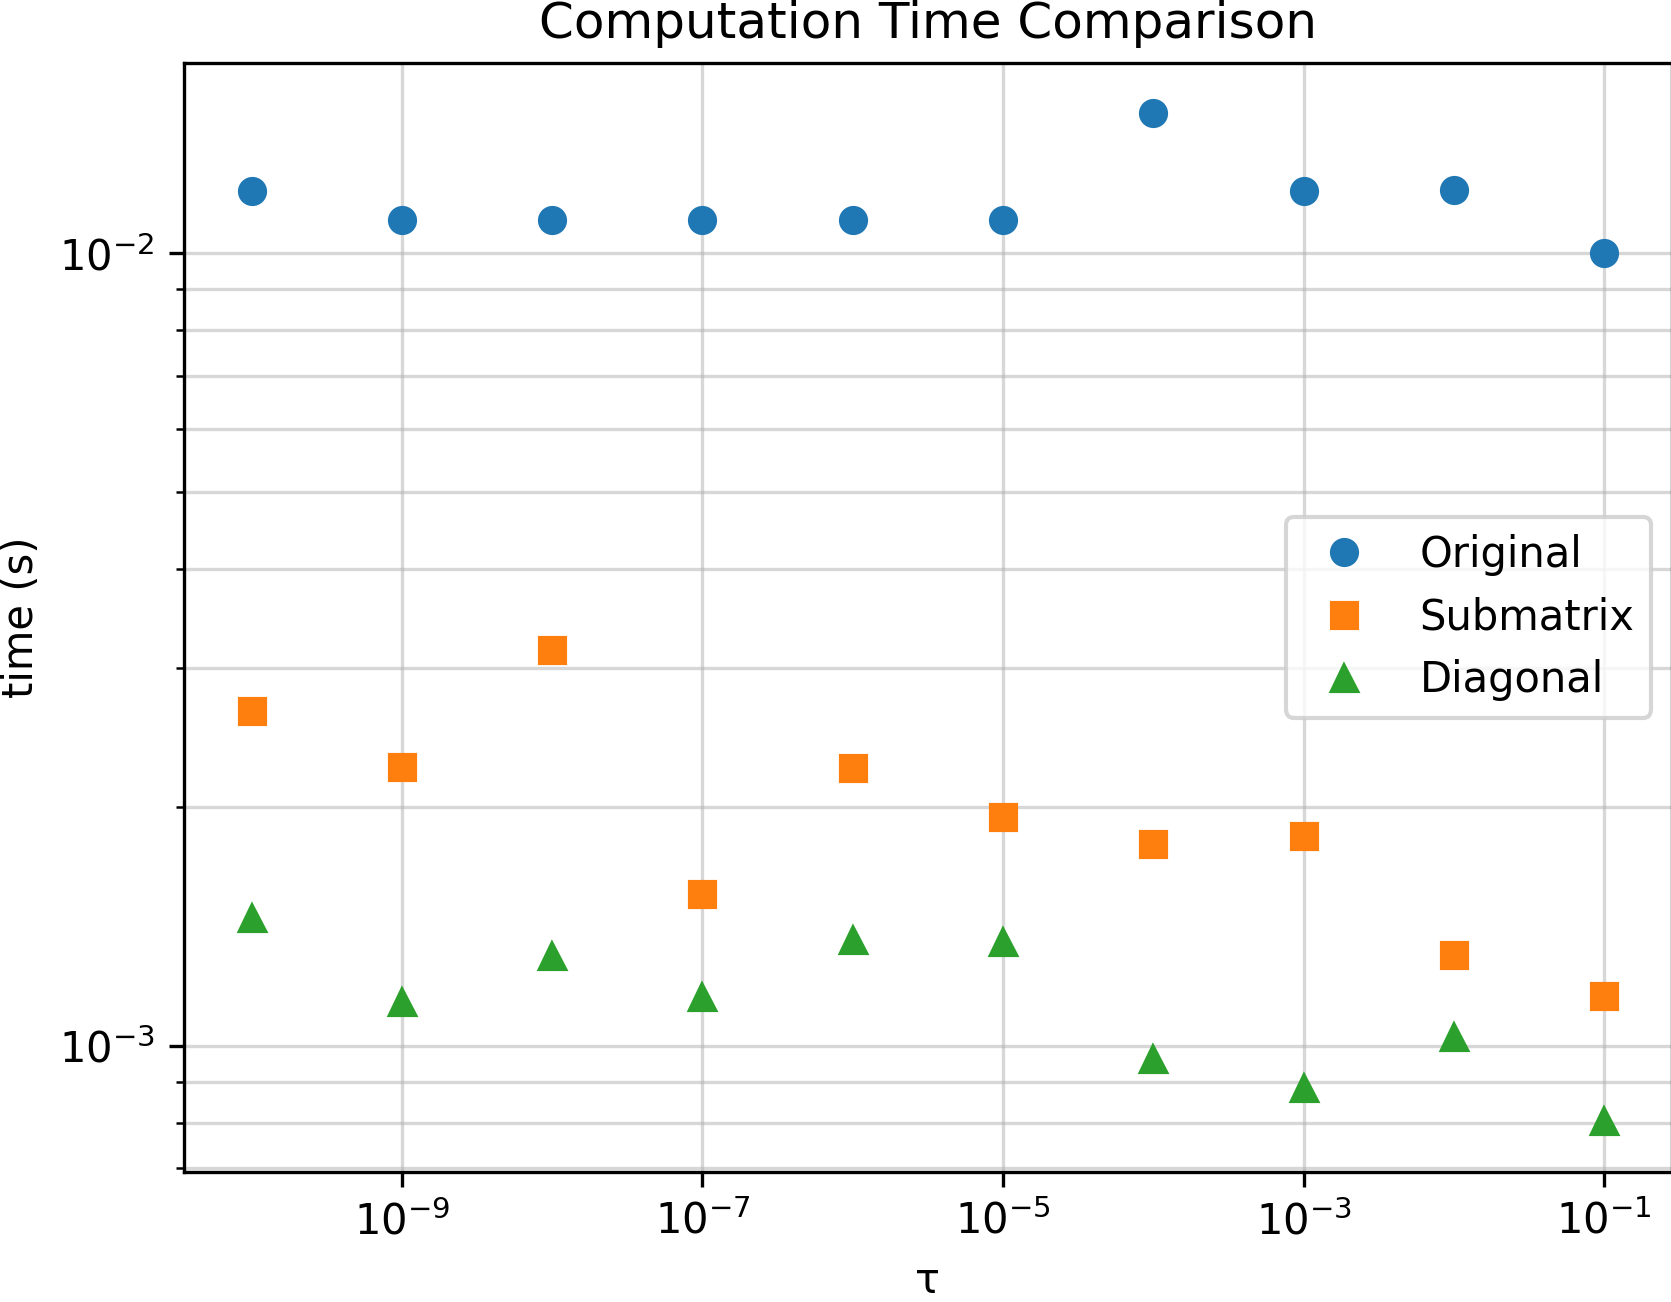 Computation Time Comparison
time (s)
10⁻²
10⁻³
Original
Submatrix
Diagonal
10⁻⁹ 10⁻⁷ 10⁻⁵ 10⁻³ 10⁻¹
τ